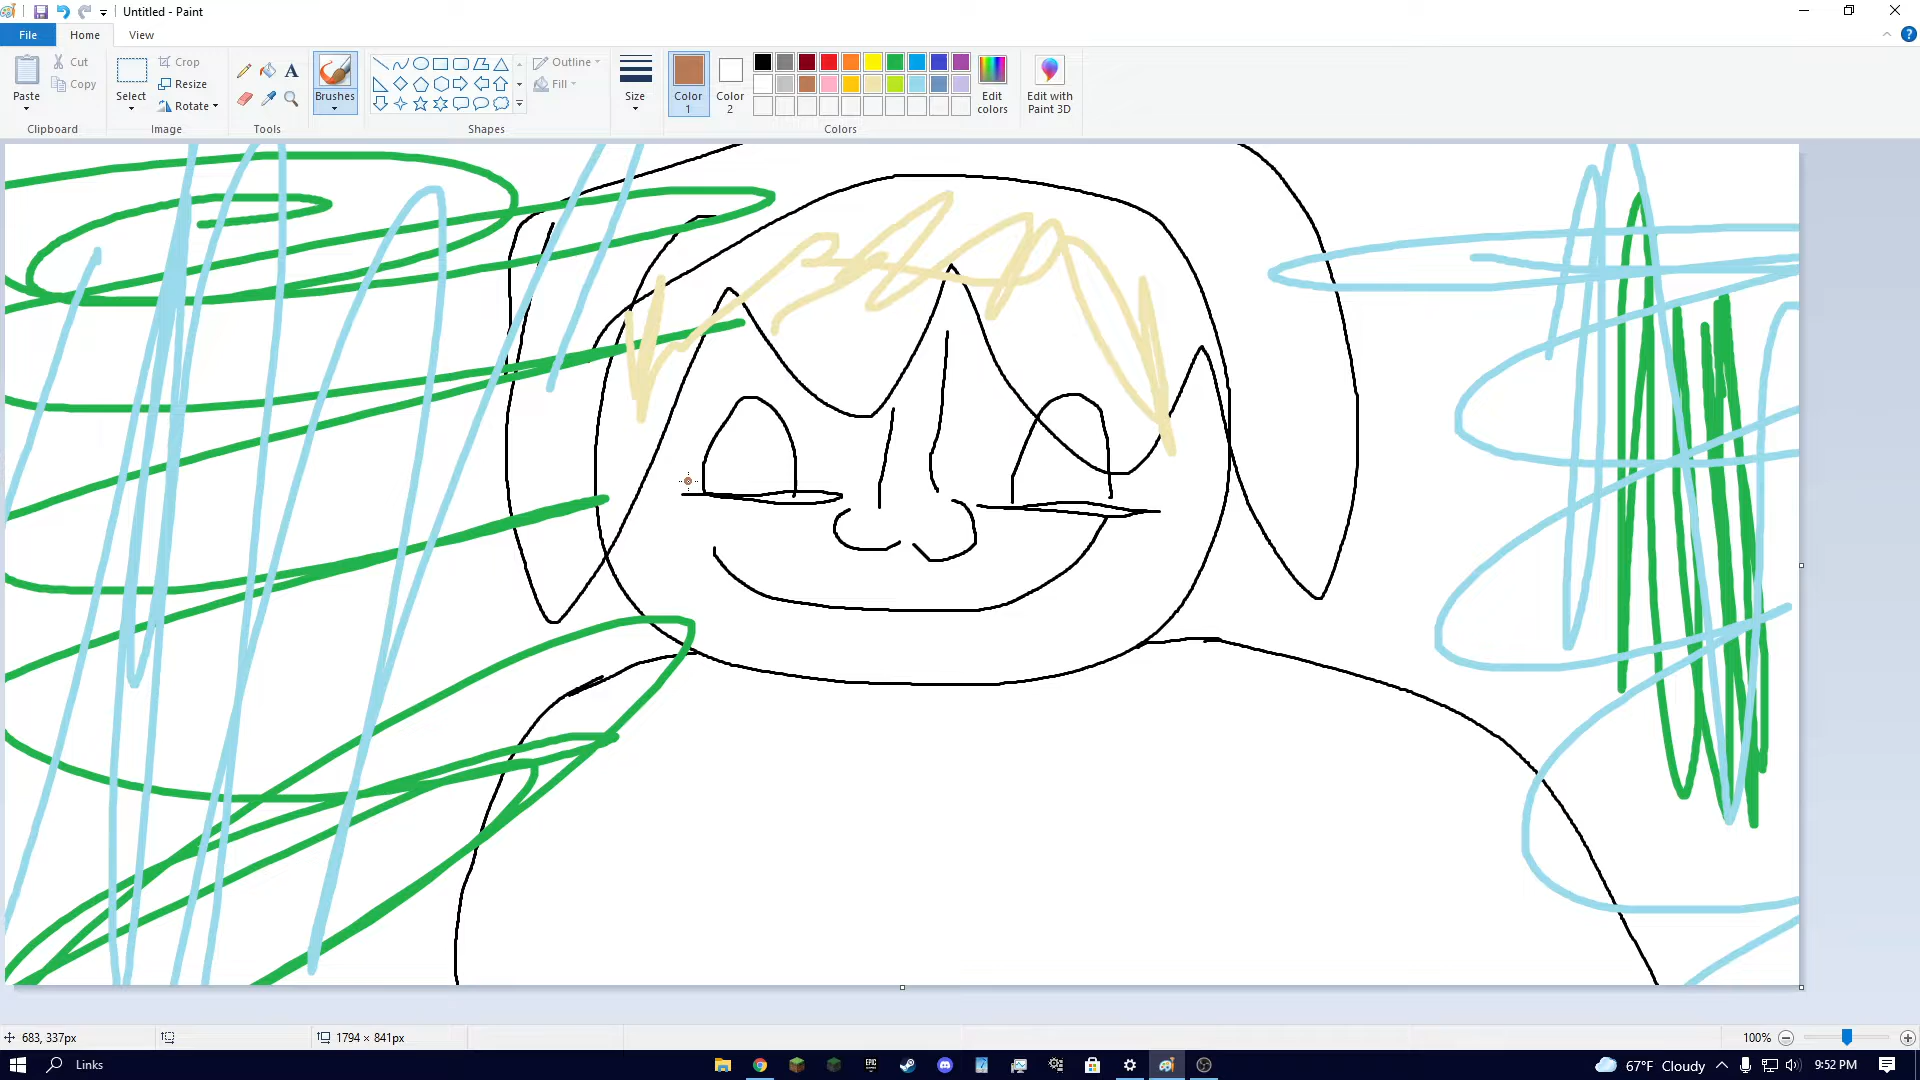 Untitled - Paint
File Home View
Paste
Cut
Copy
Clipboard
Select
Crop
Resize
Rotate
Image
A
Tools
Brushes
Outline
Fill
Shapes
Size
Color 1
Color 2
Edit colors
Colors
Edit with Paint 3D
683, 337px
1794 × 841px
100%
Links
EPIC
67°F Cloudy
9:52 PM